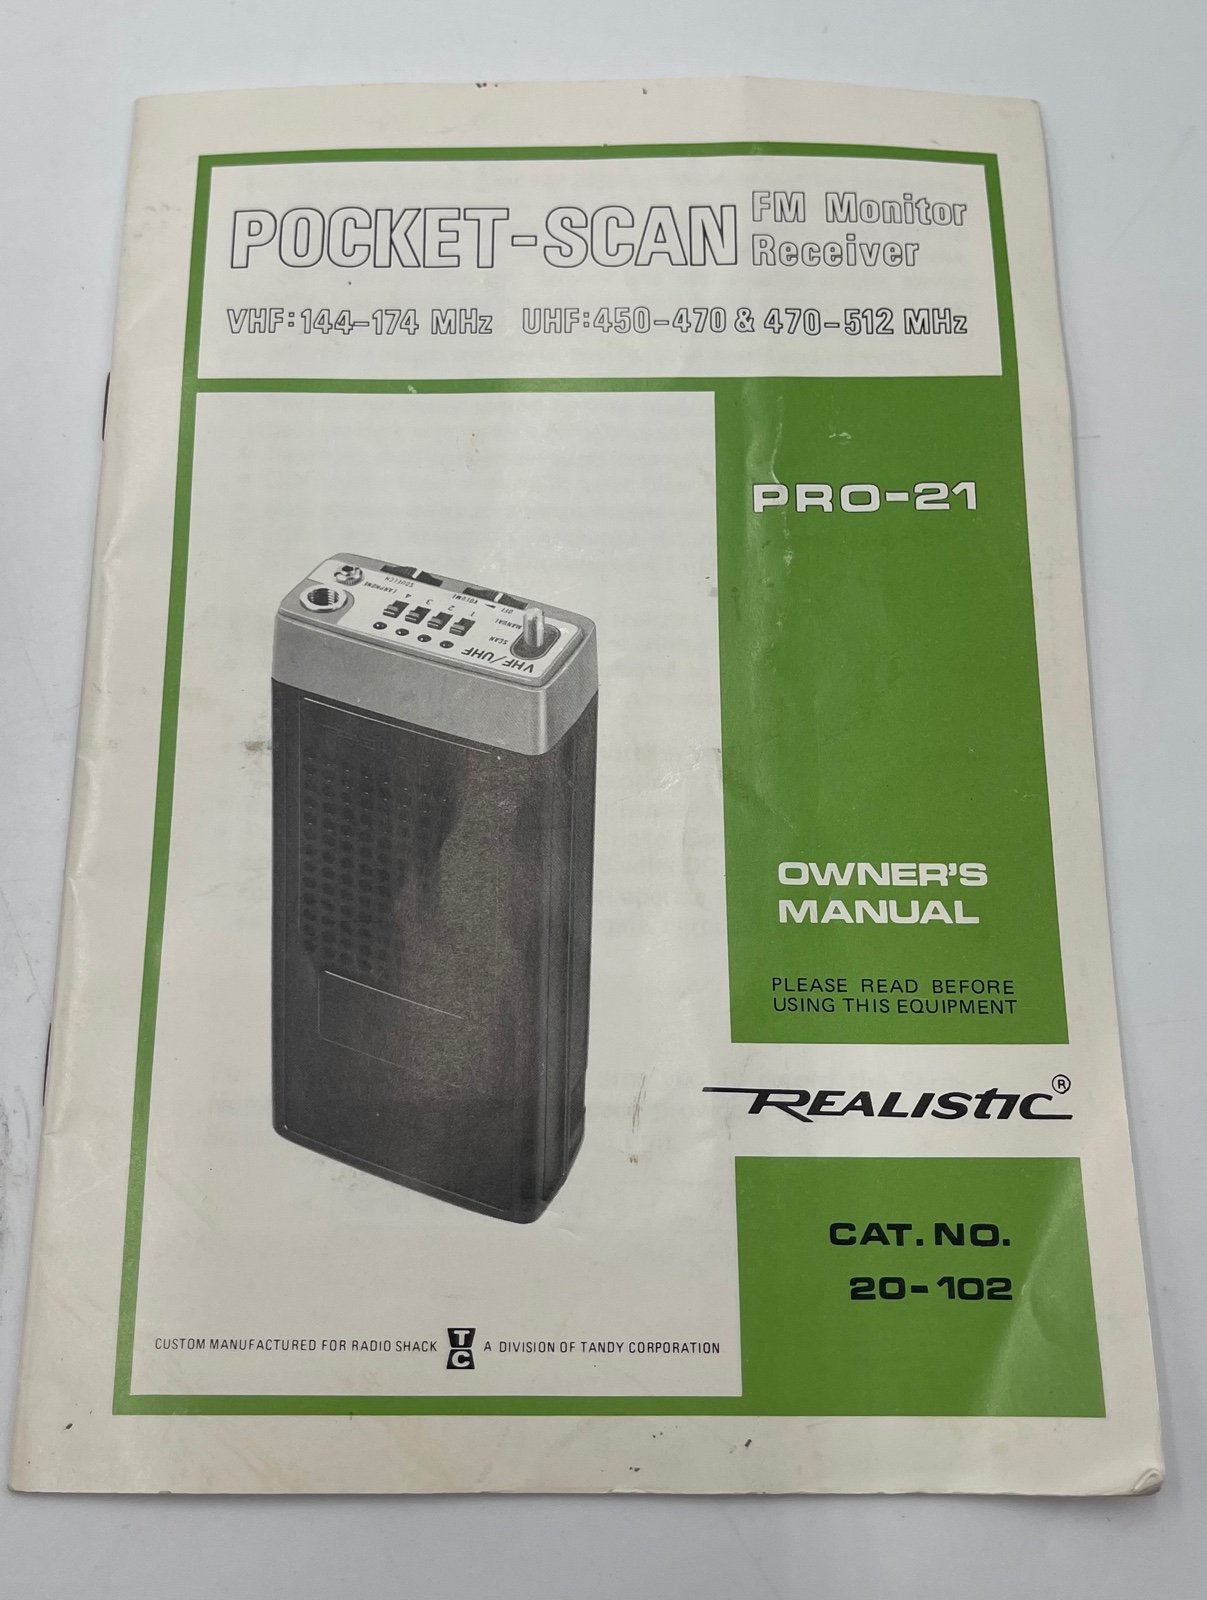 POCKET-SCAN FM Monitor
Receiver
VHF:144-174 MHz UHF:450-470 & 470-512 MHz
PRO-21
EARPHONE
SQUELCH
VOLUME
OFF
4 3 2 1
MANUAL
SCAN
VHF/UHF
OWNER'S
MANUAL
PLEASE READ BEFORE
USING THIS EQUIPMENT
REALISTIC®
CAT. NO.
20-102
CUSTOM MANUFACTURED FOR RADIO SHACK TC A DIVISION OF TANDY CORPORATION